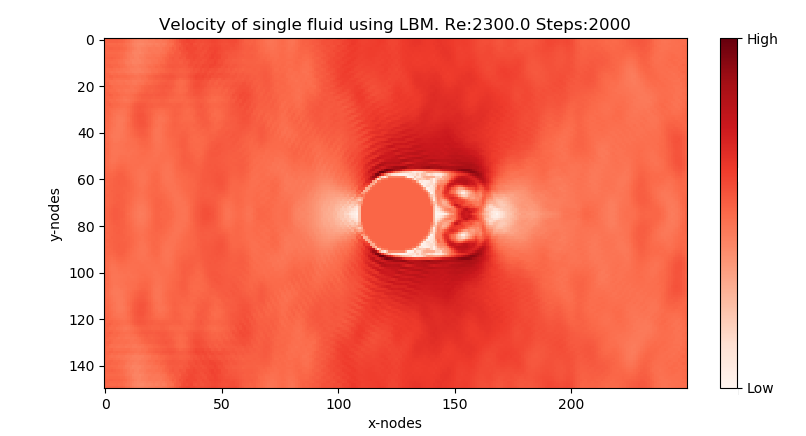 Velocity of single fluid using LBM. Re:2300.0 Steps:2000
High
0
20
40
60
80
100
120
140
y-nodes
Low
0 50 100 150 200
x-nodes